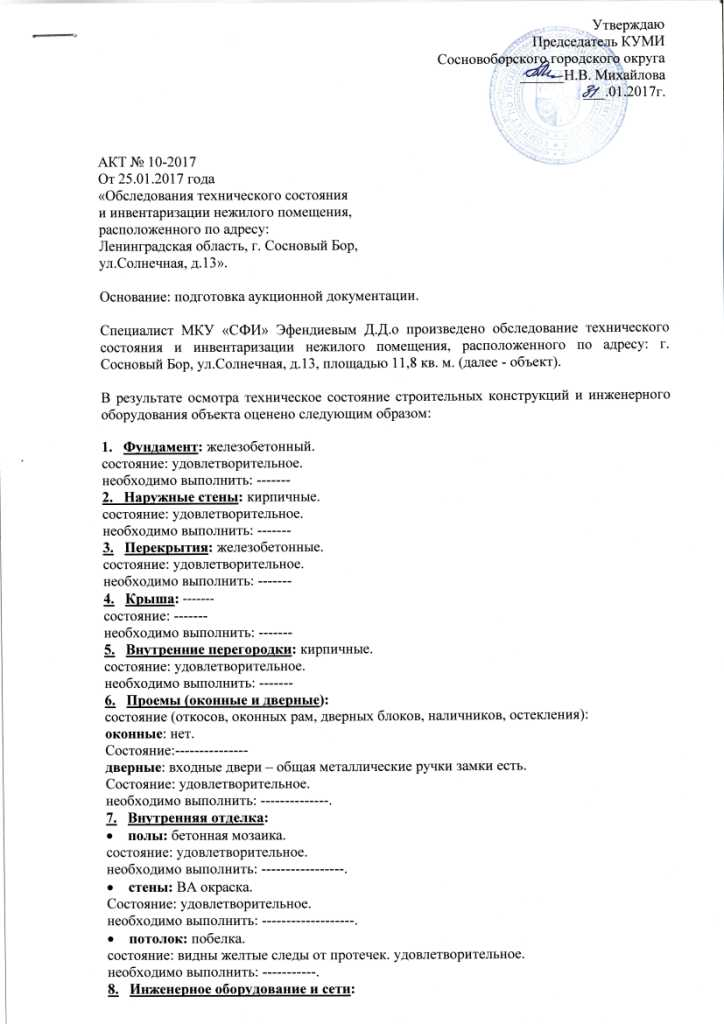 Утверждаю
Председатель КУМИ
Сосновоборского городского округа
______Н.В. Михайлова
31.01.2017г.
АКТ № 10-2017
От 25.01.2017 года
«Обследования технического состояния
и инвентаризации нежилого помещения,
расположенного по адресу:
Ленинградская область, г. Сосновый Бор,
ул.Солнечная, д.13».
Основание: подготовка аукционной документации.
Специалист МКУ «СФИ» Эфендиевым Д.Д.о произведено обследование технического
состояния и инвентаризации нежилого помещения, расположенного по адресу: г.
Сосновый Бор, ул.Солнечная, д.13, площадью 11,8 кв. м. (далее - объект).
В результате осмотра техническое состояние строительных конструкций и инженерного
оборудования объекта оценено следующим образом:
1. Фундамент: железобетонный.
состояние: удовлетворительное.
необходимо выполнить: -------
2. Наружные стены: кирпичные.
состояние: удовлетворительное.
необходимо выполнить: -------
3. Перекрытия: железобетонные.
состояние: удовлетворительное.
необходимо выполнить: -------
4. Крыша: -------
состояние: -------
необходимо выполнить: -------
5. Внутренние перегородки: кирпичные.
состояние: удовлетворительное.
необходимо выполнить: -------
6. Проемы (оконные и дверные):
состояние (откосов, оконных рам, дверных блоков, наличников, остекления):
оконные: нет.
Состояние:---------------
дверные: входные двери – общая металлические ручки замки есть.
Состояние: удовлетворительное.
необходимо выполнить: --------------.
7. Внутренняя отделка:
• полы: бетонная мозаика.
состояние: удовлетворительное.
необходимо выполнить: -----------------.
• стены: ВА окраска.
Состояние: удовлетворительное.
необходимо выполнить: -------------------.
• потолок: побелка.
состояние: видны желтые следы от протечек. удовлетворительное.
необходимо выполнить: -----------.
8. Инженерное оборудование и сети: